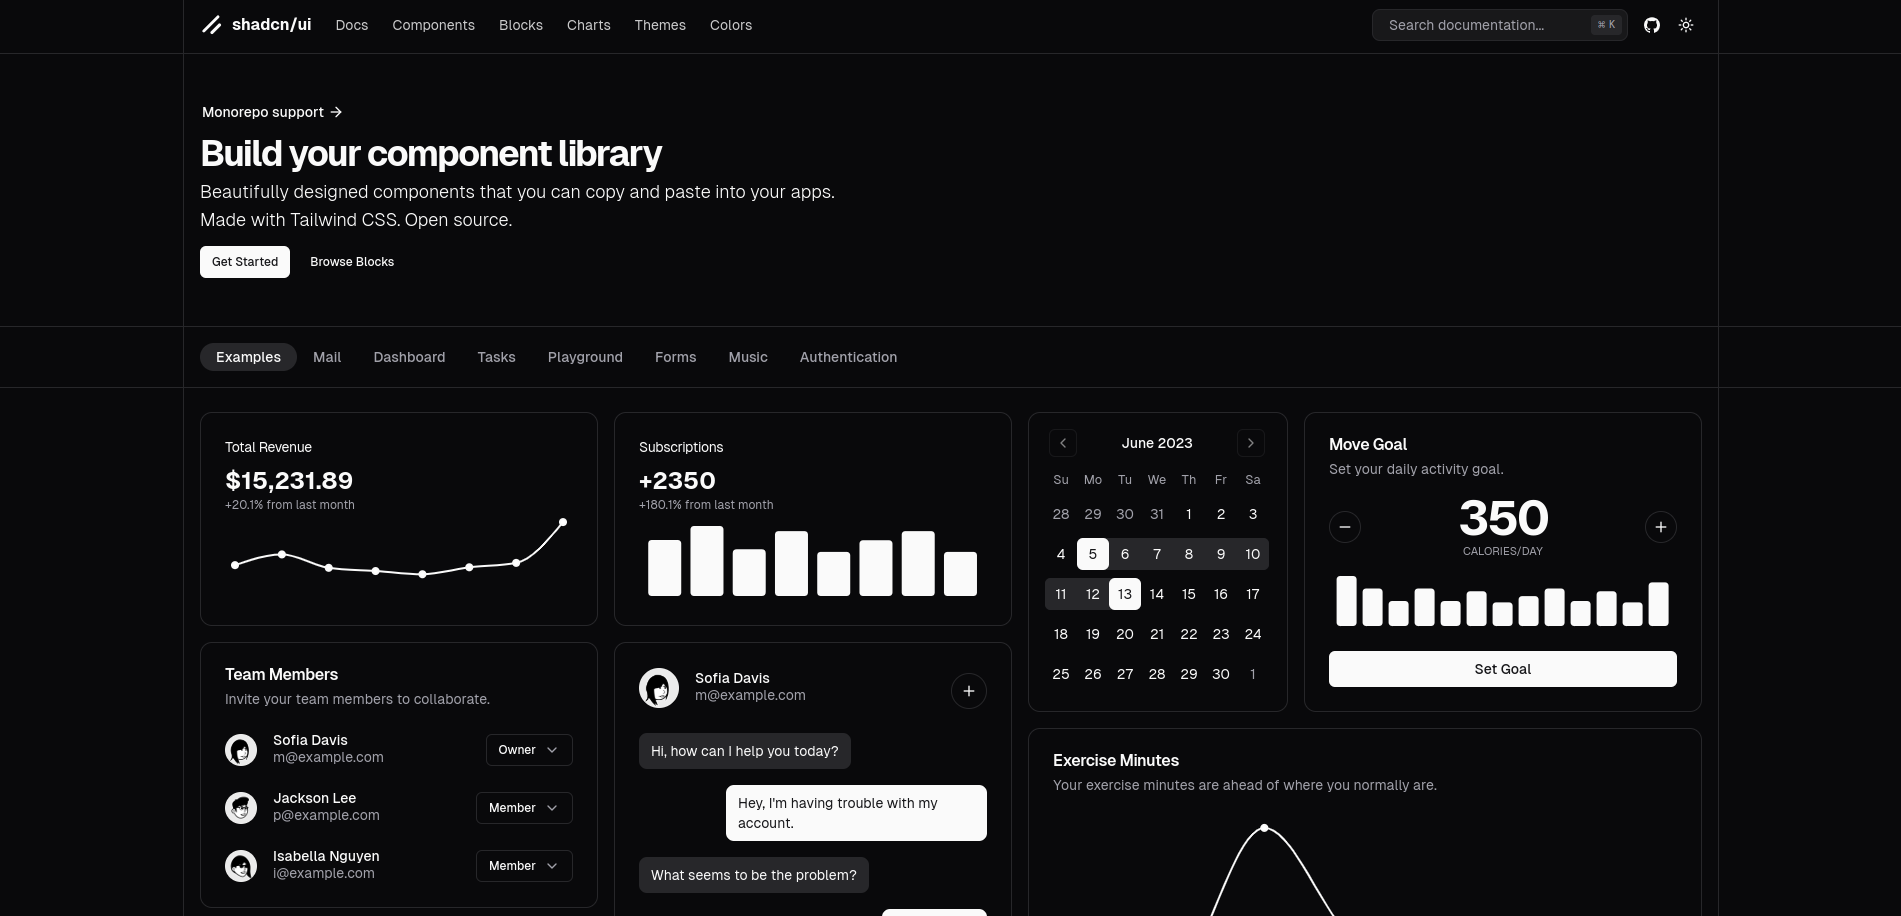 shadcn/ui Docs Components Blocks Charts Themes Colors Search documentation... ⌘ K
Monorepo support →
Build your component library
Beautifully designed components that you can copy and paste into your apps.
Made with Tailwind CSS. Open source.
Get Started Browse Blocks
Examples Mail Dashboard Tasks Playground Forms Music Authentication
Total Revenue
$15,231.89
+20.1% from last month
Subscriptions
+2350
+180.1% from last month
June 2023
Su Mo Tu We Th Fr Sa
28 29 30 31 1 2 3
4 5 6 7 8 9 10
11 12 13 14 15 16 17
18 19 20 21 22 23 24
25 26 27 28 29 30 1
Move Goal
Set your daily activity goal.
350
CALORIES/DAY
Set Goal
Team Members
Invite your team members to collaborate.
Sofia Davis
m@example.com
Owner
Jackson Lee
p@example.com
Member
Isabella Nguyen
i@example.com
Member
Sofia Davis
m@example.com
Hi, how can I help you today?
Hey, I'm having trouble with my
account.
What seems to be the problem?
Exercise Minutes
Your exercise minutes are ahead of where you normally are.